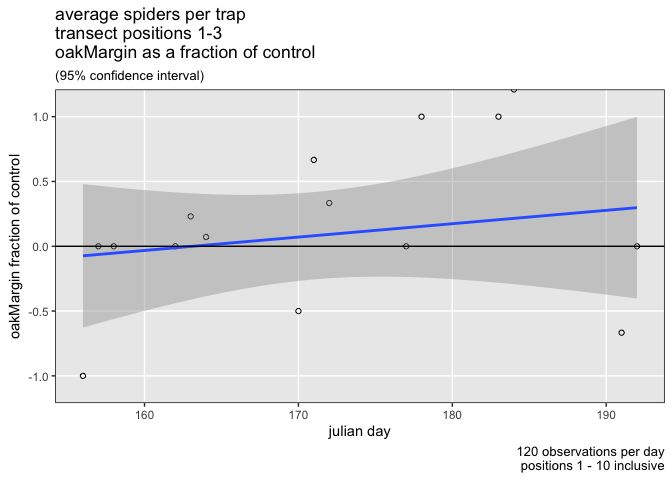 average spiders per trap
transect positions 1-3
oakMargin as a fraction of control
(95% confidence interval)
oakMargin fraction of control
1.0
0.5
0.0
-0.5
-1.0
160 170 180 190
julian day
120 observations per day
positions 1 - 10 inclusive